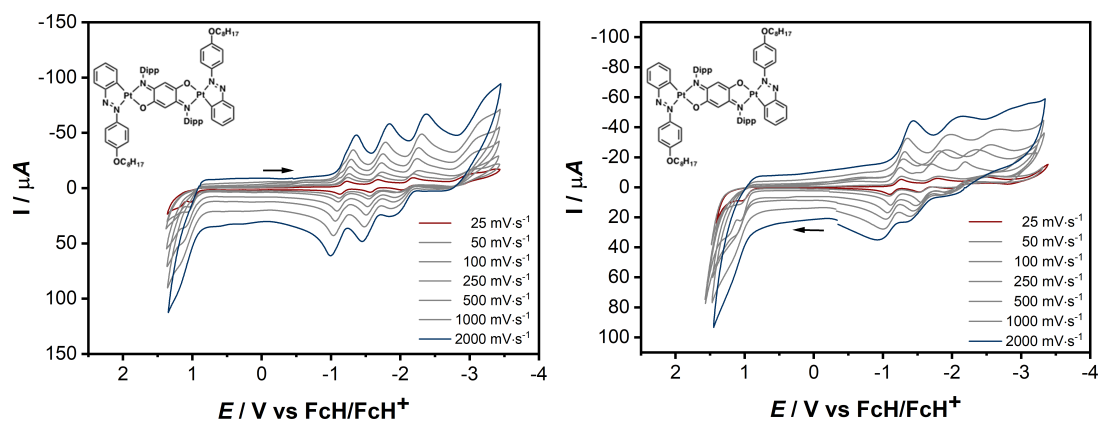 -150
-100
-50
0
50
100
150
I / μA
2
1
0
-1
-2
-3
-4
E / V vs FcH/FcH⁺
OC₈H₁₇
Dipp
N
O
N
Pt
Pt
N
N
N
O
N
Dipp
OC₈H₁₇
25 mV·s⁻¹
50 mV·s⁻¹
100 mV·s⁻¹
250 mV·s⁻¹
500 mV·s⁻¹
1000 mV·s⁻¹
2000 mV·s⁻¹
-100
-80
-60
-40
-20
0
20
40
60
80
100
I / μA
2
1
0
-1
-2
-3
-4
E / V vs FcH/FcH⁺
OC₈H₁₇
Dipp
N
O
N
Pt
Pt
N
N
N
O
N
Dipp
OC₈H₁₇
25 mV·s⁻¹
50 mV·s⁻¹
100 mV·s⁻¹
250 mV·s⁻¹
500 mV·s⁻¹
1000 mV·s⁻¹
2000 mV·s⁻¹